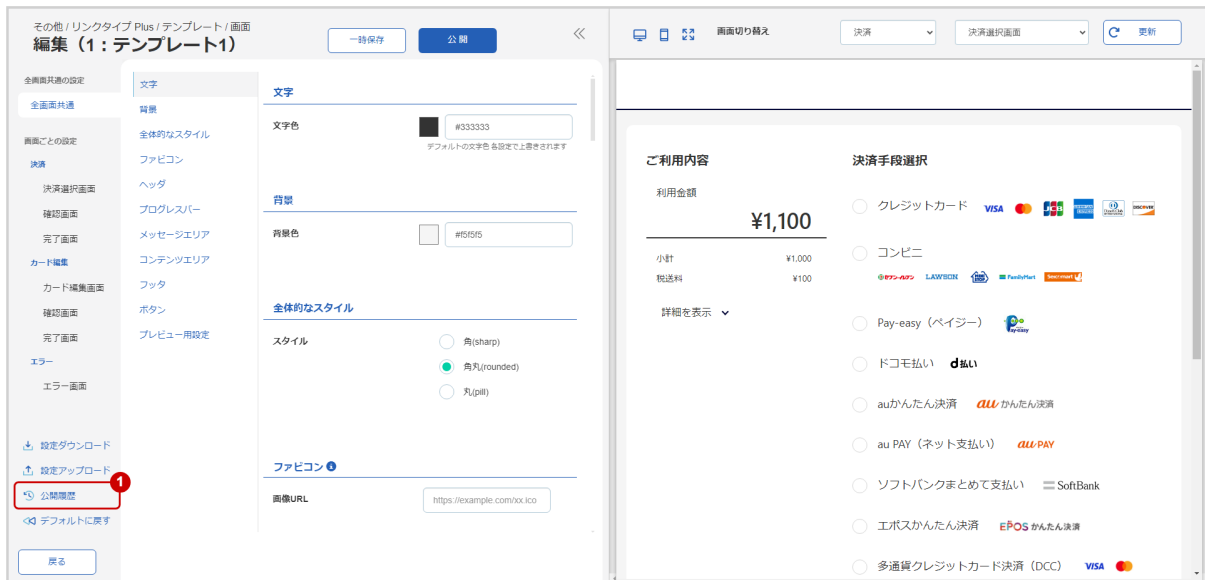 その他 / リンクタイプ Plus / テンプレート / 画面
編集（1：テンプレート1）
一時保存
公開
全画面共通の設定
全画面共通
画面ごとの設定
決済
決済選択画面
確認画面
完了画面
カード編集
カード編集画面
確認画面
完了画面
エラー
エラー画面
設定ダウンロード
設定アップロード
1
公開履歴
デフォルトに戻す
戻る
文字
背景
全体的なスタイル
ファビコン
ヘッダ
プログレスバー
メッセージエリア
コンテンツエリア
フッタ
ボタン
プレビュー用設定
文字
文字色
#333333
デフォルトの文字色 各設定で上書きされます
背景
背景色
#f5f5f5
全体的なスタイル
スタイル
角(sharp)
角丸(rounded)
丸(pill)
ファビコン
画像URL
https://example.com/xx.ico
画面切り替え
決済
決済選択画面
更新
ご利用内容
利用金額
¥1,100
小計 ¥1,000
税送料 ¥100
詳細を表示
決済手段選択
クレジットカード VISA JCB DISCOVER
コンビニ
セブン-イレブン LAWSON FamilyMart Seicomart
Pay-easy（ペイジー） Pay-easy
ドコモ払い d払い
auかんたん決済 au かんたん決済
au PAY（ネット支払い） au PAY
ソフトバンクまとめて支払い SoftBank
エポスかんたん決済 EPOS かんたん決済
多通貨クレジットカード決済（DCC） VISA